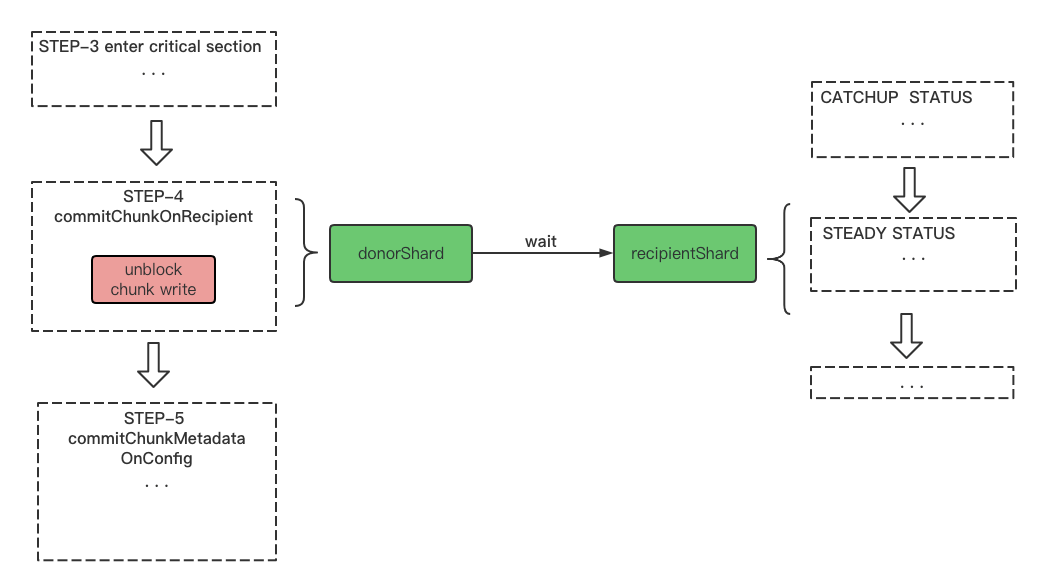 STEP-3 enter critical section
...
STEP-4
commitChunkOnRecipient
unblock
chunk write
STEP-5
commitChunkMetadata
OnConfig
...
donorShard
wait
recipientShard
CATCHUP STATUS
...
STEADY STATUS
...
...